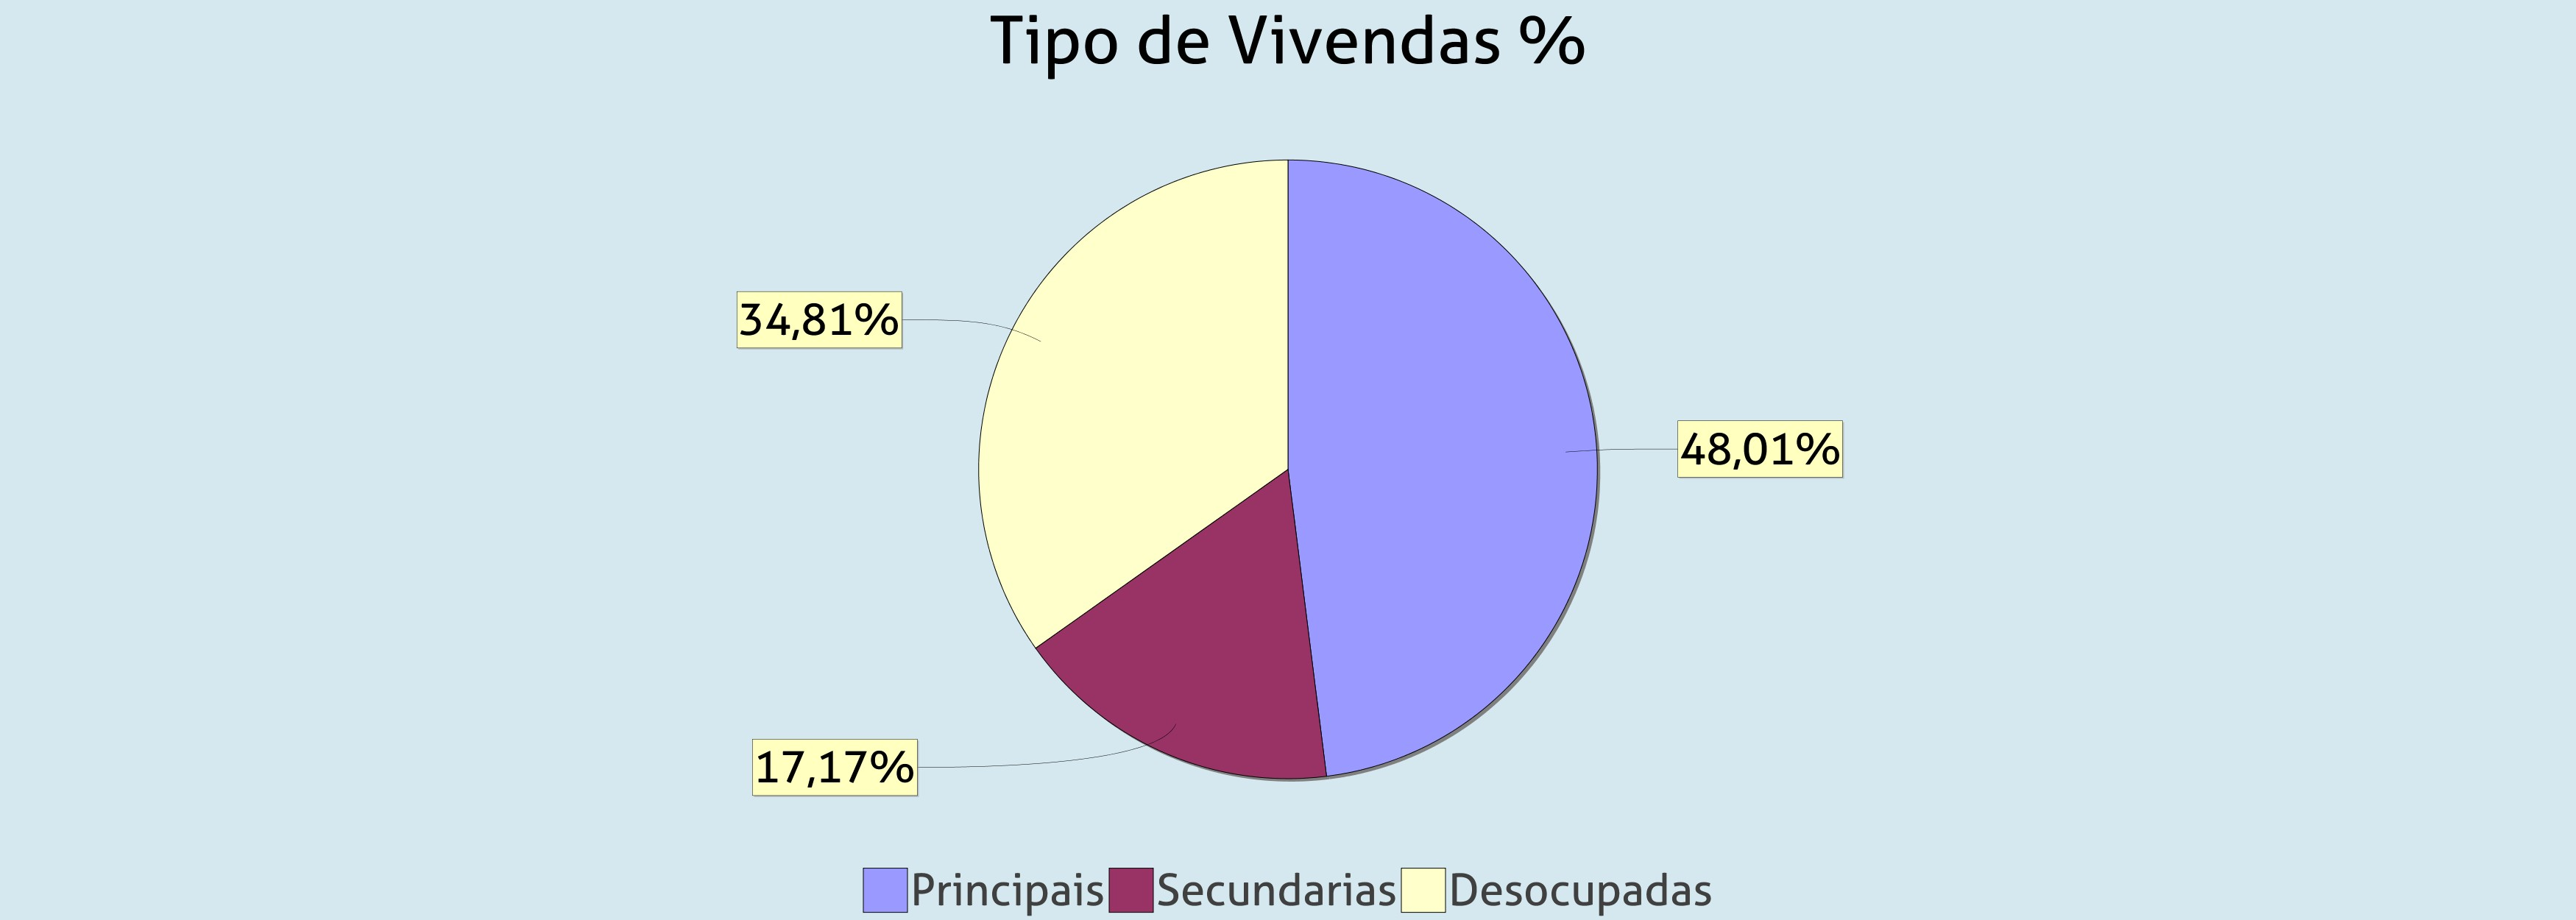 Tipo de Vivendas %
34,81%
48,01%
17,17%
Principais Secundarias Desocupadas